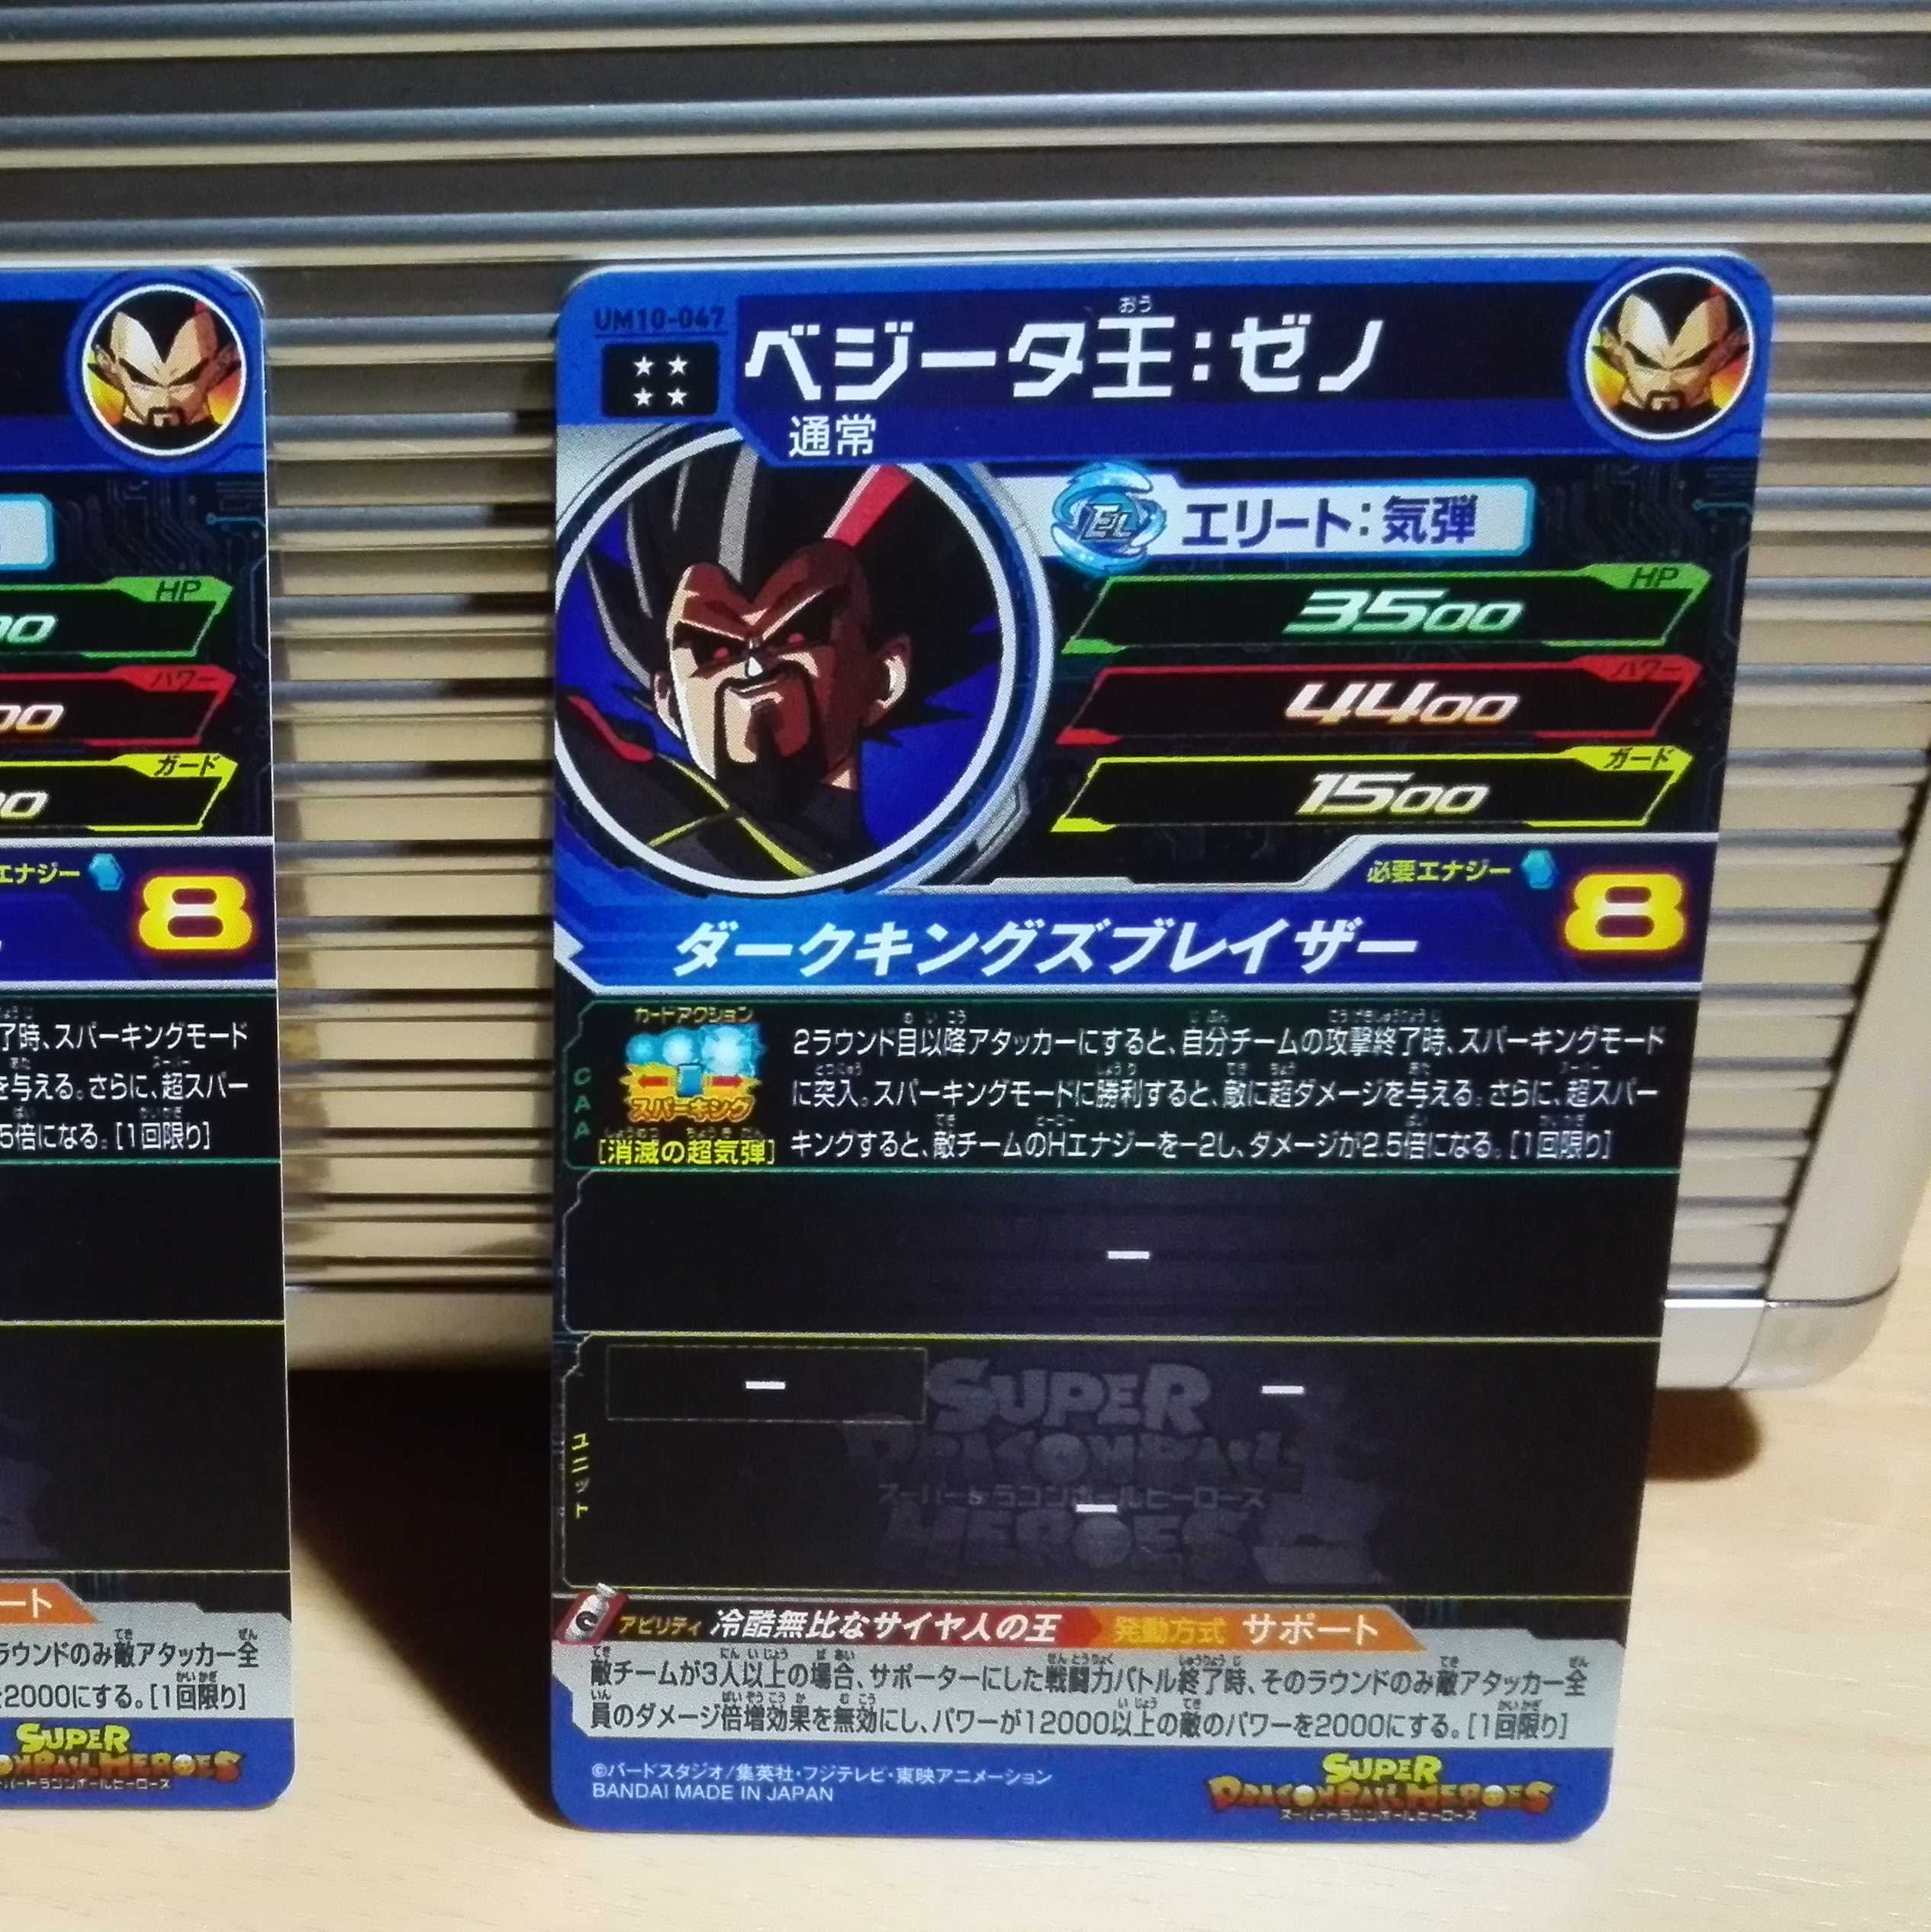 HP
パワー
ガード
エナジー
8
了時、スパーキングモード
を与える。さらに、超スパー
5倍になる。[1回限り]
ート
ラウンドのみ敵アタッカー全
2000にする。[1回限り]
SUPER
UM10-047
おう
ベジータ王:ゼノ
通常
EL エリート:気弾
HP
3500
パワー
4400
ガード
1500
必要エナジー 8
ダークキングズブレイザー
CAA
カードアクション
スパーキング
[消滅の超気弾]
2ラウンド目以降アタッカーにすると、自分チームの攻撃終了時、スパーキングモード
に突入。スパーキングモードに勝利すると、敵に超ダメージを与える。さらに、超スパー
キングすると、敵チームのHエナジーを−2し、ダメージが2.5倍になる。[1回限り]
ー
ユニット
ー
ー
ー
SUPER
DRAGONBALL
スーパードラゴンボールヒーローズ
HEROES
アビリティ 冷酷無比なサイヤ人の王 発動方式 サポート
敵チームが3人以上の場合、サポーターにした戦闘力バトル終了時、そのラウンドのみ敵アタッカー全
員のダメージ倍増効果を無効にし、パワーが12000以上の敵のパワーを2000にする。[1回限り]
©バードスタジオ/集英社・フジテレビ・東映アニメーション
BANDAI MADE IN JAPAN
SUPER
DRAGONBALL HEROES
スーパードラゴンボールヒーローズ